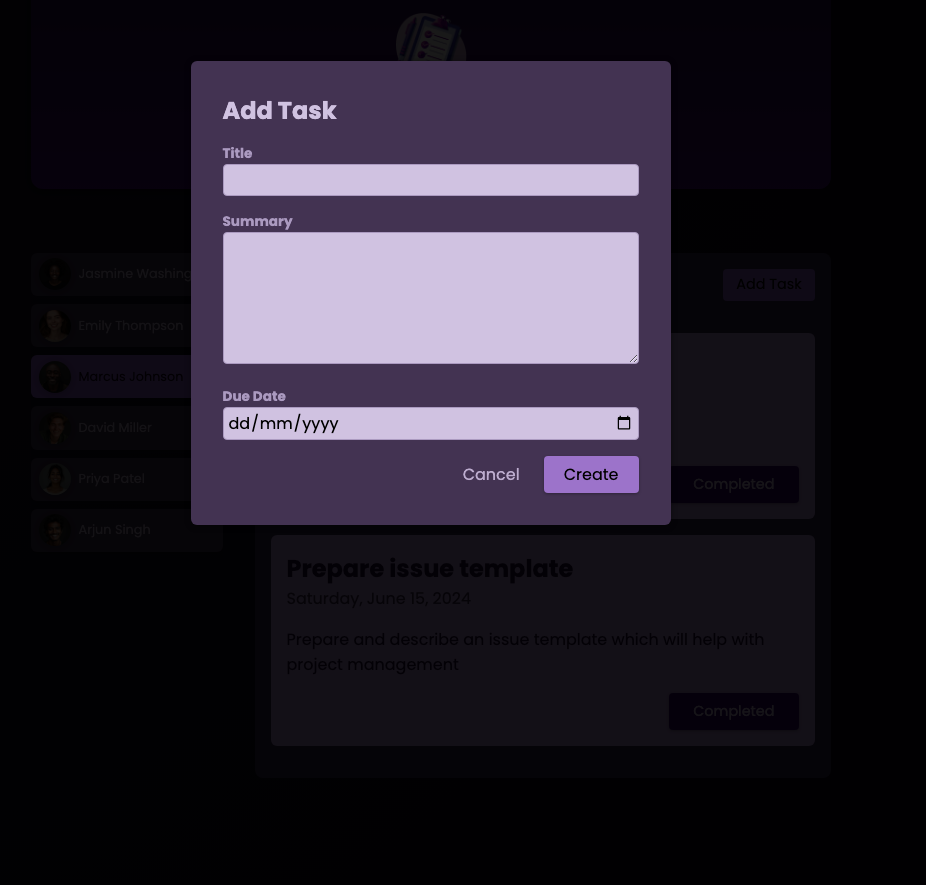 Add Task
Title
Summary
Due Date
dd/mm/yyyy
Cancel
Create
Jasmine Washing
Emily Thompson
Marcus Johnson
David Miller
Priya Patel
Arjun Singh
Add Task
Completed
Prepare issue template
Saturday, June 15, 2024
Prepare and describe an issue template which will help with
project management
Completed